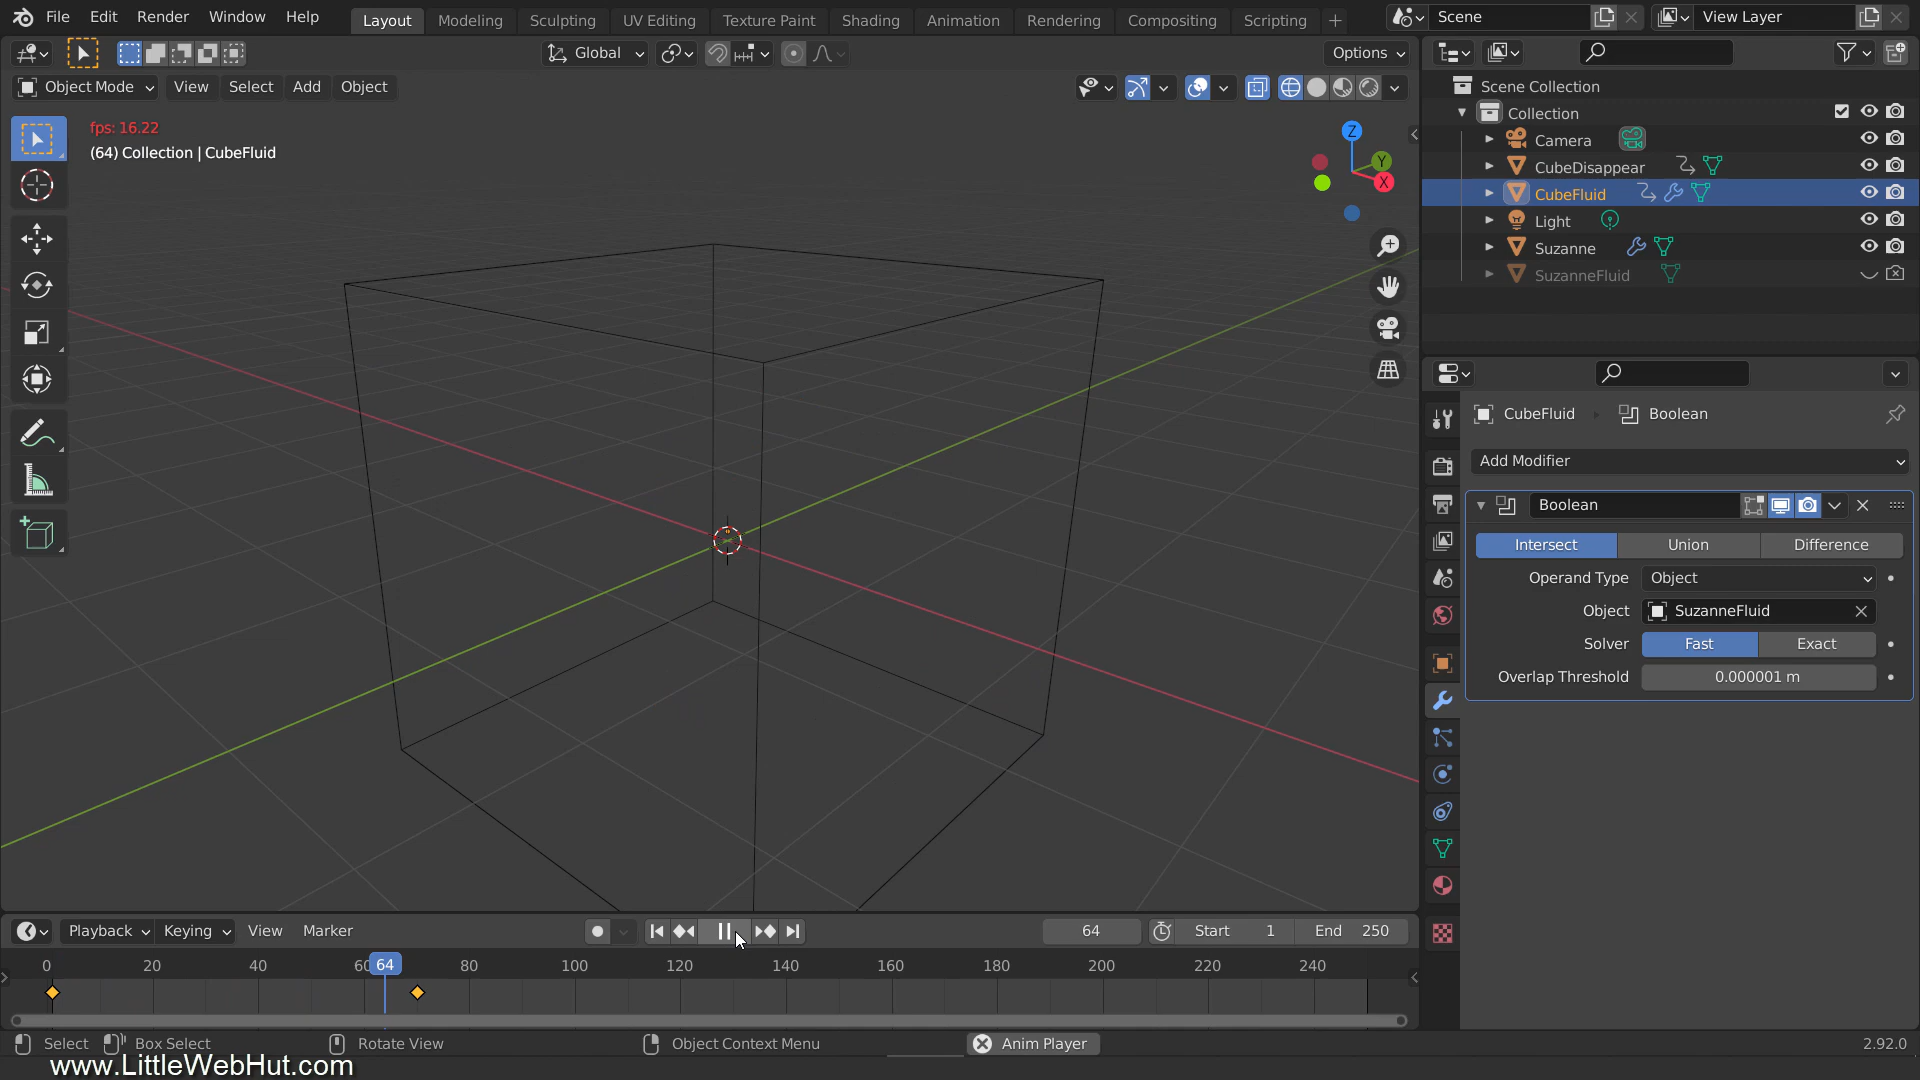 File Edit Render Window Help Layout Modeling Sculpting UV Editing Texture Paint Shading Animation Rendering Compositing Scripting + Scene View Layer
Global Options
Object Mode View Select Add Object
fps: 16.22
(64) Collection | CubeFluid
Z
Y
X
Scene Collection
Collection
Camera
CubeDisappear
CubeFluid
Light
Suzanne
SuzanneFluid
CubeFluid Boolean
Add Modifier
Boolean
Intersect Union Difference
Operand Type Object
Object SuzanneFluid
Solver Fast Exact
Overlap Threshold 0.000001 m
Playback Keying View Marker 64 Start 1 End 250
0 20 40 60 64 80 100 120 140 160 180 200 220 240
Select Box Select Rotate View Object Context Menu Anim Player 2.92.0
www.LittleWebHut.com